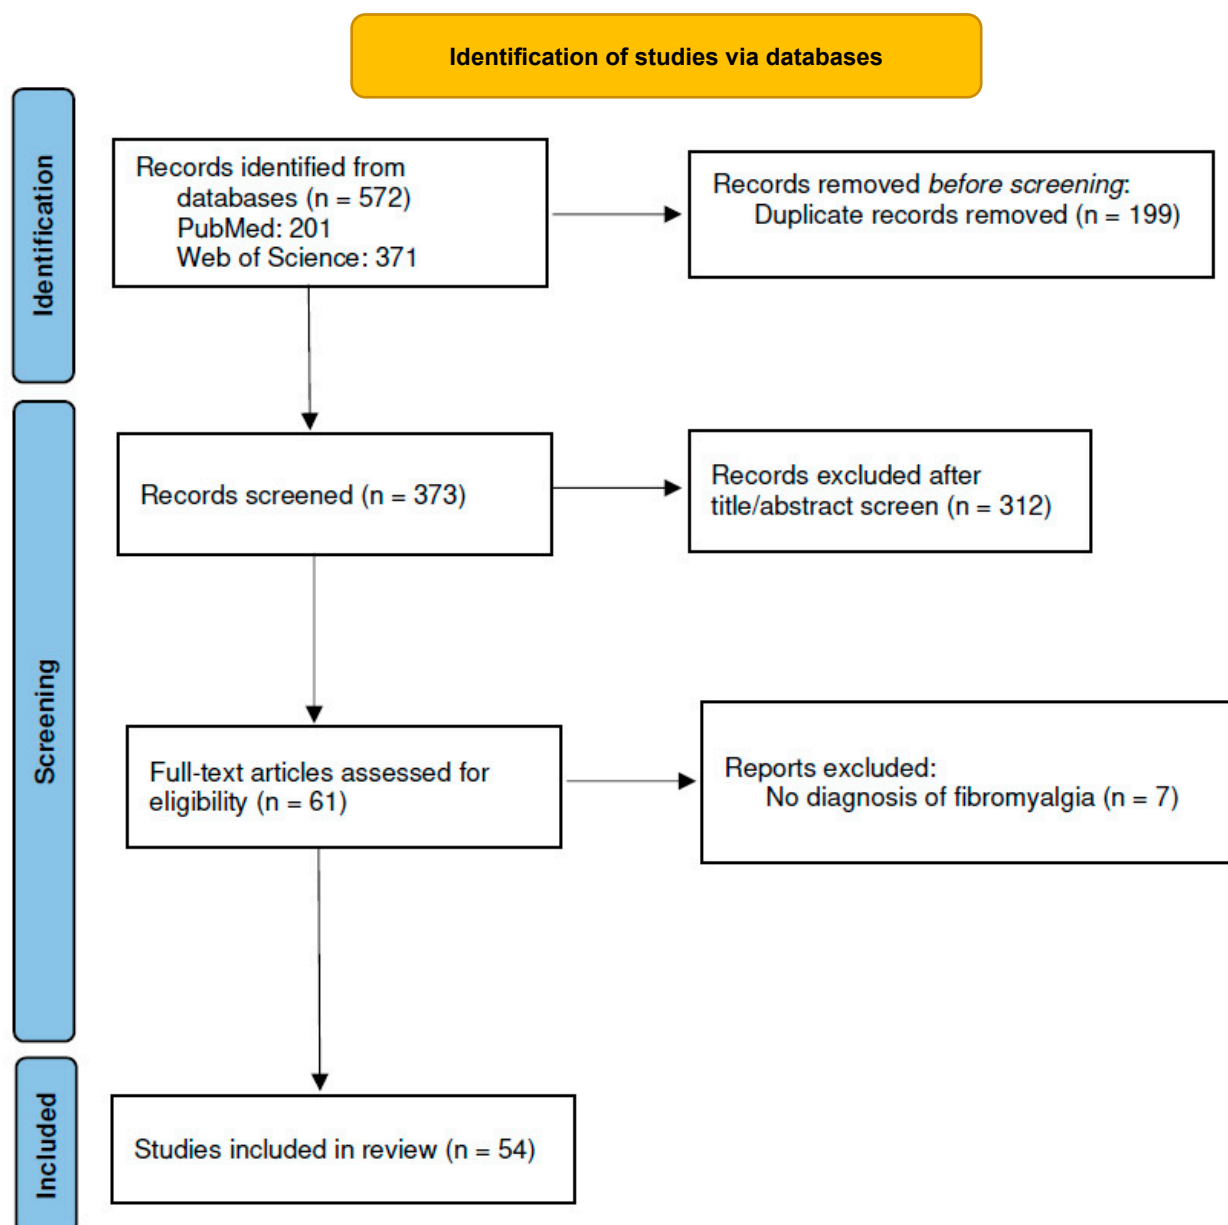 Identification of studies via databases
Identification
Records identified from
databases (n = 572)
PubMed: 201
Web of Science: 371
Records removed before screening:
Duplicate records removed (n = 199)
Screening
Records screened (n = 373)
Records excluded after
title/abstract screen (n = 312)
Full-text articles assessed for
eligibility (n = 61)
Reports excluded:
No diagnosis of fibromyalgia (n = 7)
Included
Studies included in review (n = 54)